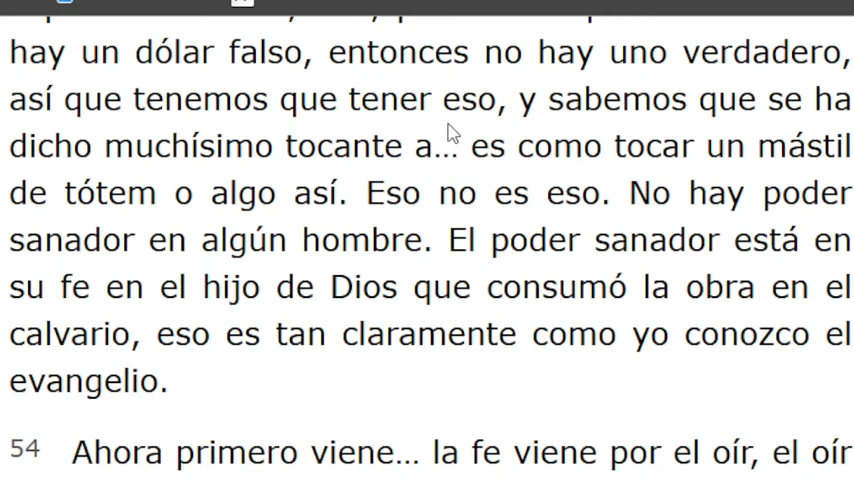 hay un dólar falso, entonces no hay uno verdadero,
así que tenemos que tener eso, y sabemos que se ha
dicho muchísimo tocante a... es como tocar un mástil
de tótem o algo así. Eso no es eso. No hay poder
sanador en algún hombre. El poder sanador está en
su fe en el hijo de Dios que consumó la obra en el
calvario, eso es tan claramente como yo conozco el
evangelio.
54 Ahora primero viene... la fe viene por el oír, el oír